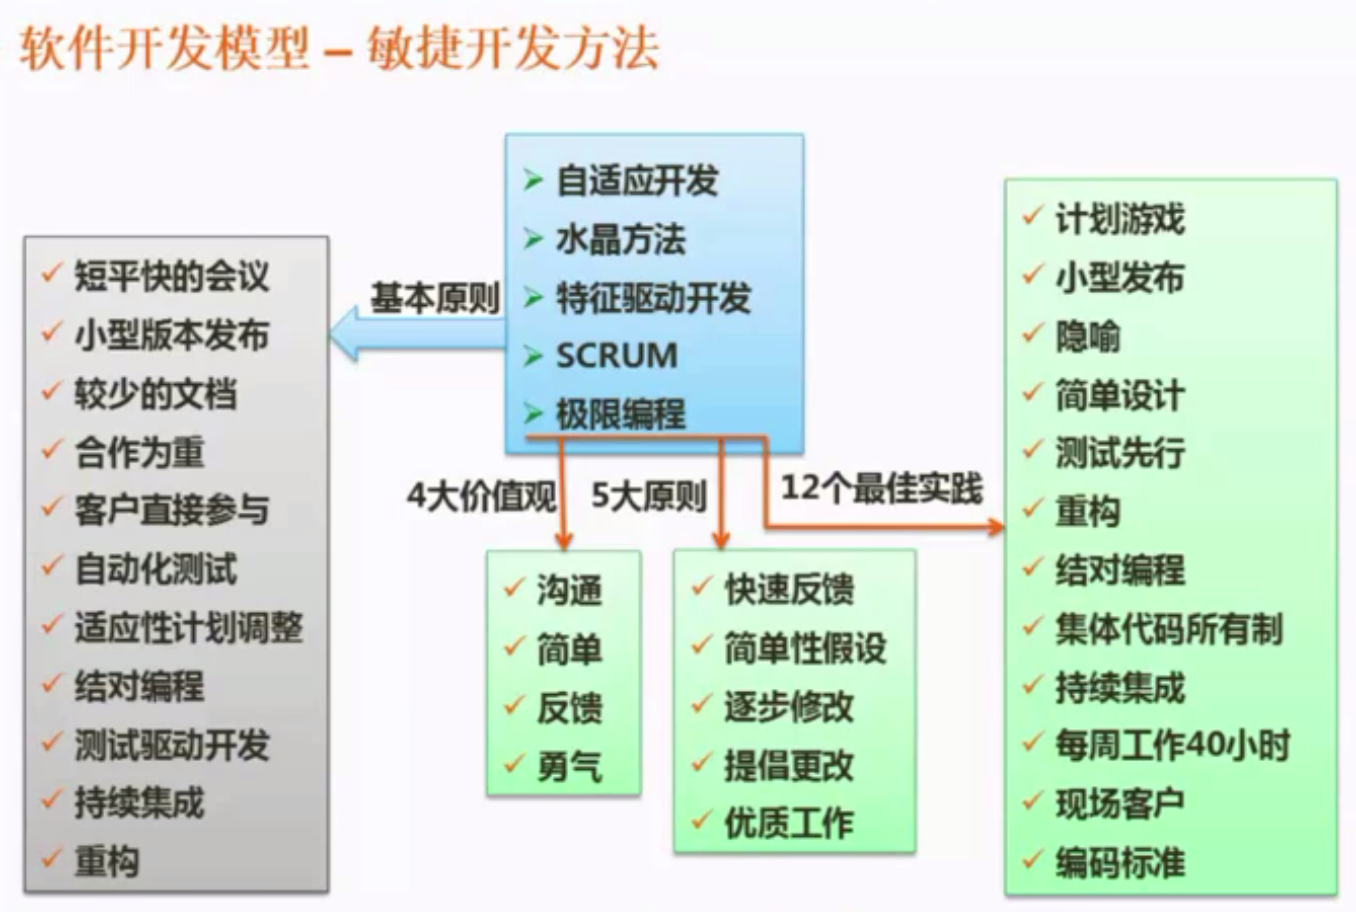 软件开发模型 – 敏捷开发方法
自适应开发
水晶方法
特征驱动开发
SCRUM
极限编程
基本原则
短平快的会议
小型版本发布
较少的文档
合作为重
客户直接参与
自动化测试
适应性计划调整
结对编程
测试驱动开发
持续集成
重构
4大价值观
沟通
简单
反馈
勇气
5大原则
快速反馈
简单性假设
逐步修改
提倡更改
优质工作
12个最佳实践
计划游戏
小型发布
隐喻
简单设计
测试先行
重构
结对编程
集体代码所有制
持续集成
每周工作40小时
现场客户
编码标准